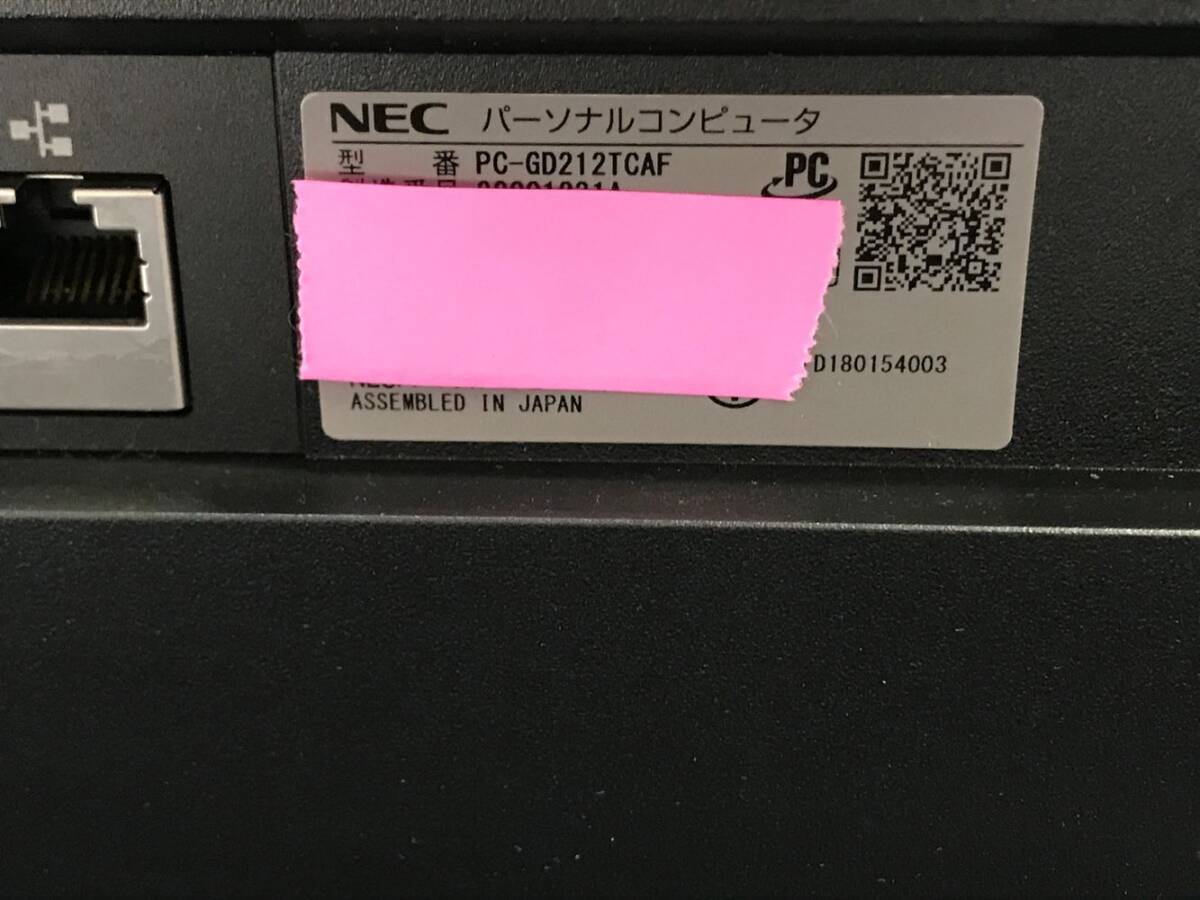 NEC パーソナルコンピュータ
型 番 PC-GD212TCAF
PC
D180154003
ASSEMBLED IN JAPAN